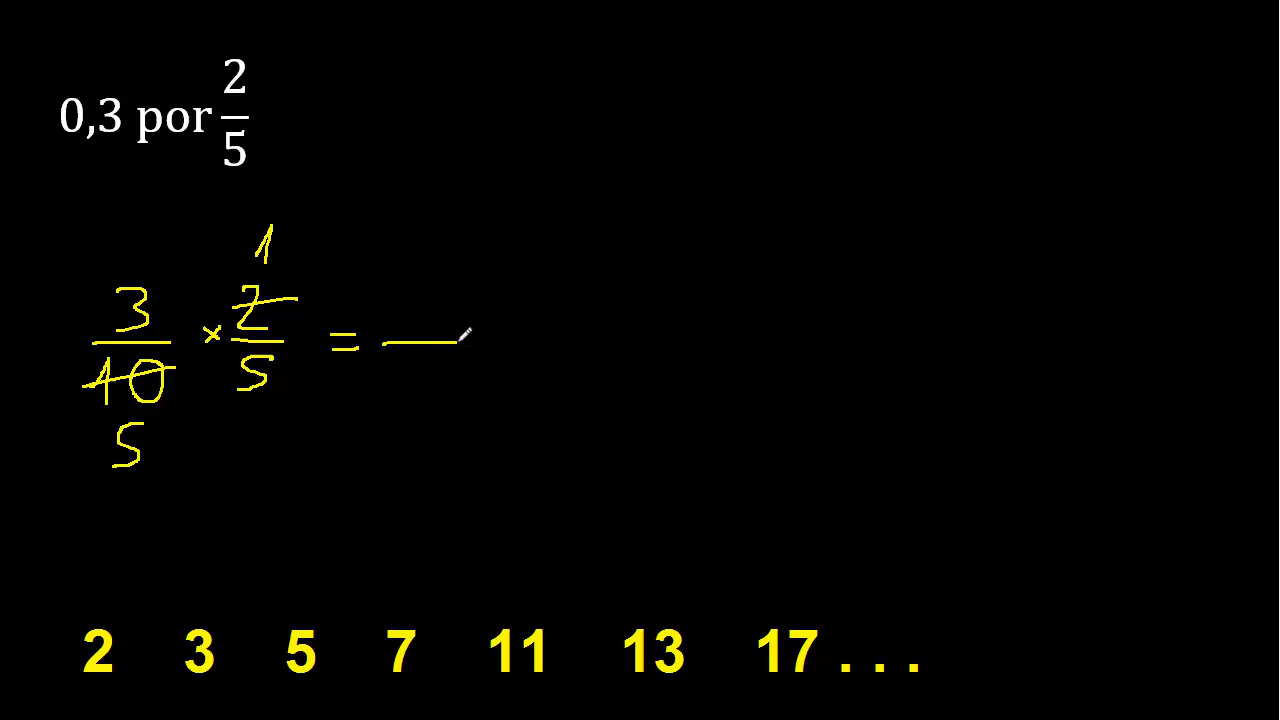 0,3 por 2/5
1
3/10 × 2/5 =
5
2 3 5 7 11 13 17 . . .